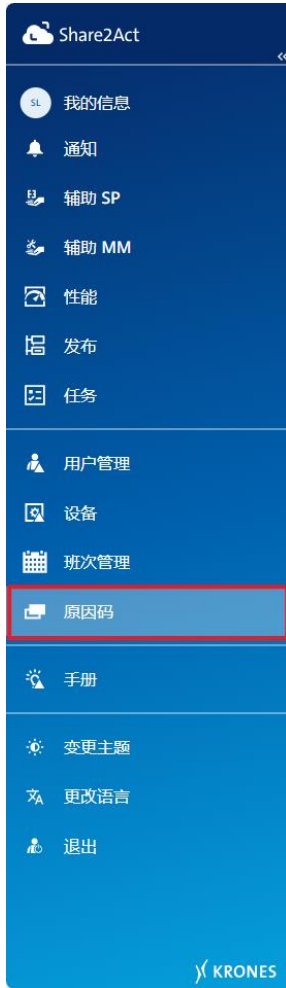 Share2Act
«
SL 我的信息
通知
辅助 SP
辅助 MM
性能
发布
任务
用户管理
设备
班次管理
原因码
手册
变更主题
更改语言
退出
KRONES